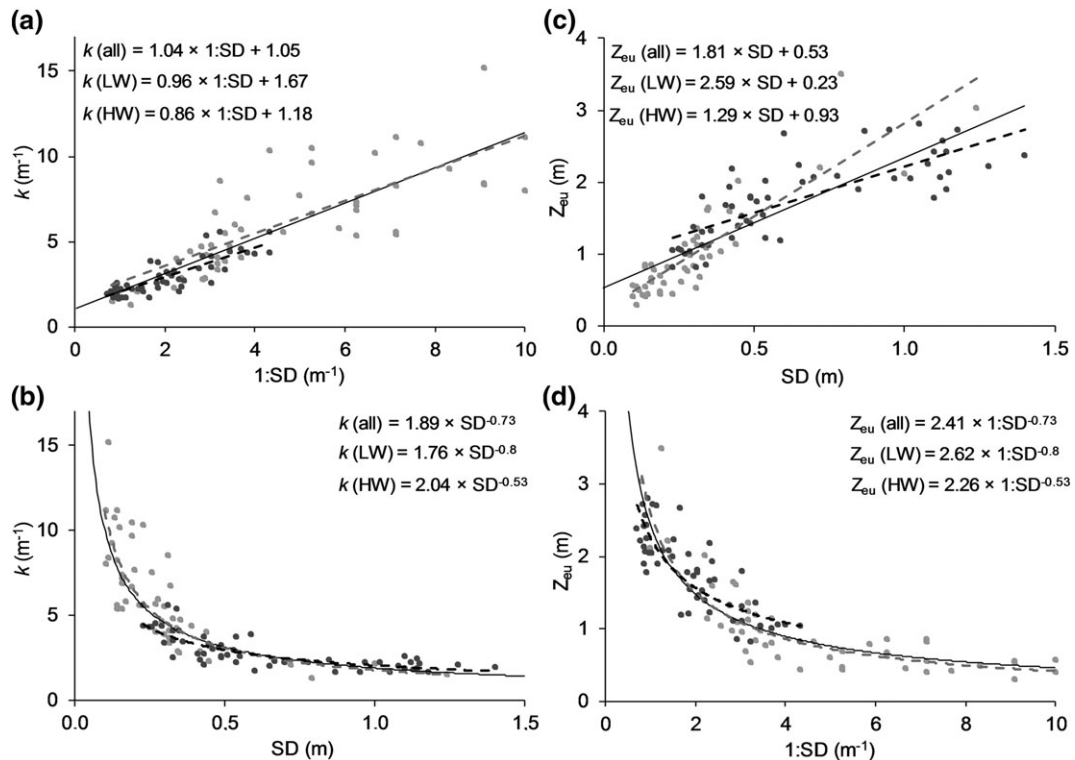 (a)
k (all) = 1.04 × 1:SD + 1.05
k (LW) = 0.96 × 1:SD + 1.67
k (HW) = 0.86 × 1:SD + 1.18
15
10
5
0
k (m⁻¹)
0 2 4 6 8 10
1:SD (m⁻¹)
(c)
Z_eu (all) = 1.81 × SD + 0.53
Z_eu (LW) = 2.59 × SD + 0.23
Z_eu (HW) = 1.29 × SD + 0.93
4
3
2
1
0
Z_eu (m)
0.0 0.5 1.0 1.5
SD (m)
(b)
k (all) = 1.89 × SD⁻⁰·⁷³
k (LW) = 1.76 × SD⁻⁰·⁸
k (HW) = 2.04 × SD⁻⁰·⁵³
15
10
5
0
k (m⁻¹)
0.0 0.5 1.0 1.5
SD (m)
(d)
Z_eu (all) = 2.41 × 1:SD⁻⁰·⁷³
Z_eu (LW) = 2.62 × 1:SD⁻⁰·⁸
Z_eu (HW) = 2.26 × 1:SD⁻⁰·⁵³
4
3
2
1
0
Z_eu (m)
0 2 4 6 8 10
1:SD (m⁻¹)